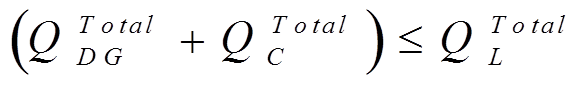 (Q_{DG}^{Total} + Q_{C}^{Total}) ≤ Q_{L}^{Total}